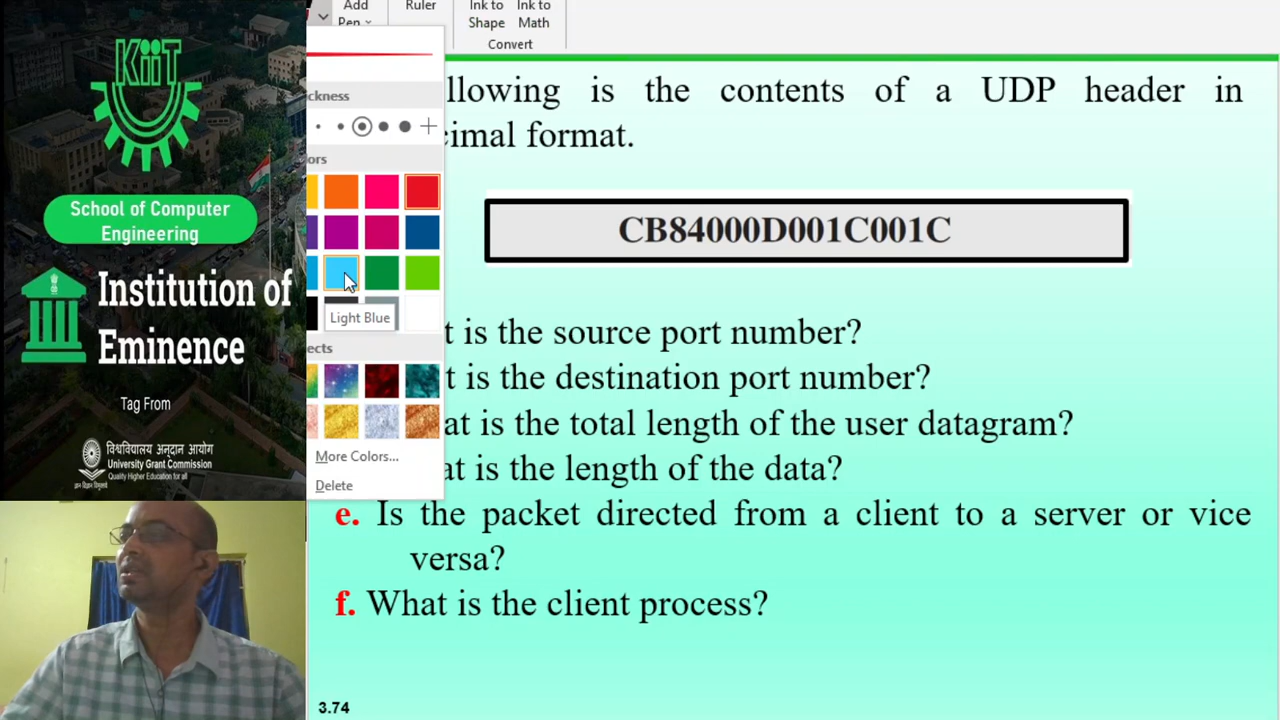 Add
Pen
Ruler
Ink to
Shape
Ink to
Math
Convert
KiiT
School of Computer
Engineering
Institution of
Eminence
Tag From
विश्वविद्यालय अनुदान आयोग
University Grant Commission
Quality Higher Education for all
ckness
ors
Light Blue
ects
More Colors...
Delete
llowing is the contents of a UDP header in
cimal format.
CB84000D001C001C
t is the source port number?
t is the destination port number?
at is the total length of the user datagram?
at is the length of the data?
e. Is the packet directed from a client to a server or vice
versa?
f. What is the client process?
3.74